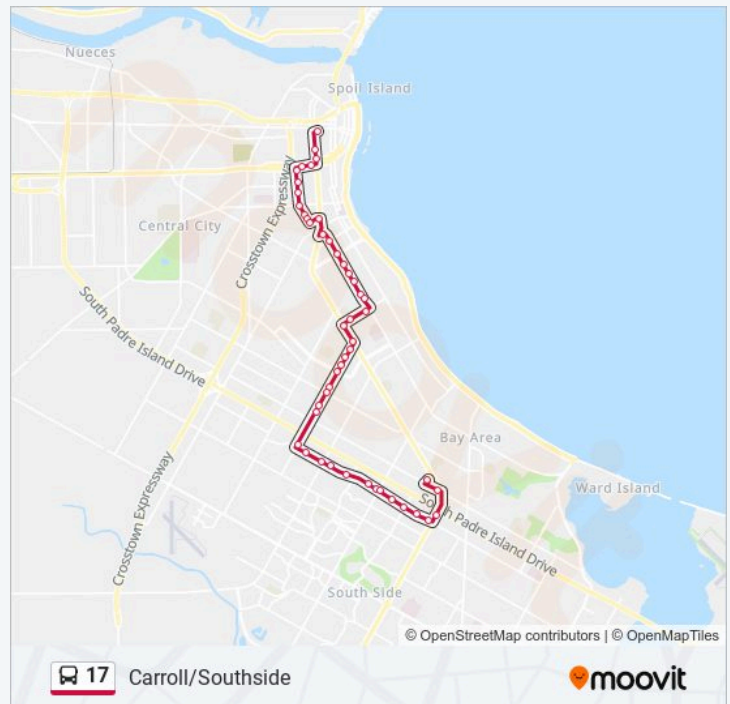 Nueces
Spoil Island
Central City
Crosstown Expressway
South Padre Island Drive
Bay Area
Ward Island
South Padre Island Drive
Crosstown Expressway
South Side
© OpenStreetMap contributors | © OpenMapTiles
17 Carroll/Southside
moovit